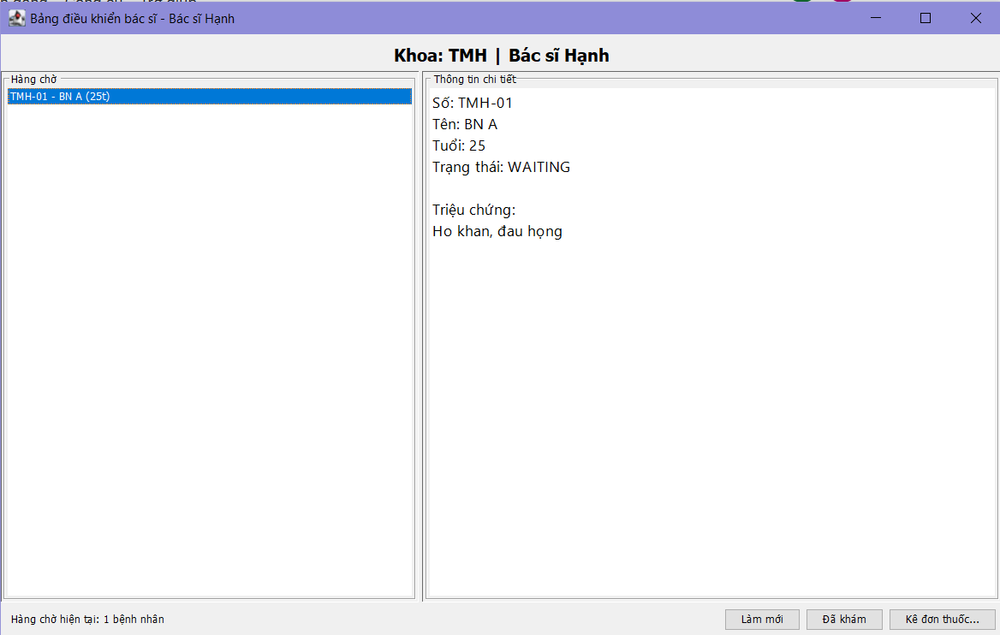 Bảng điều khiển bác sĩ - Bác sĩ Hạnh
Khoa: TMH | Bác sĩ Hạnh
Hàng chờ
TMH-01 - BN A (25t)
Thông tin chi tiết
Số: TMH-01
Tên: BN A
Tuổi: 25
Trạng thái: WAITING
Triệu chứng:
Ho khan, đau họng
Hàng chờ hiện tại: 1 bệnh nhân
Làm mới
Đã khám
Kê đơn thuốc...